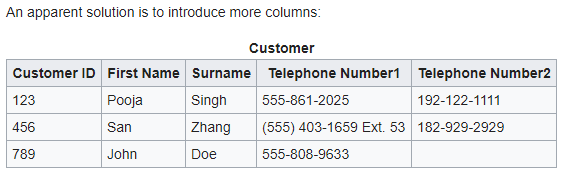 An apparent solution is to introduce more columns:
Customer
Customer ID First Name Surname Telephone Number1 Telephone Number2
123 Pooja Singh 555-861-2025 192-122-1111
456 San Zhang (555) 403-1659 Ext. 53 182-929-2929
789 John Doe 555-808-9633